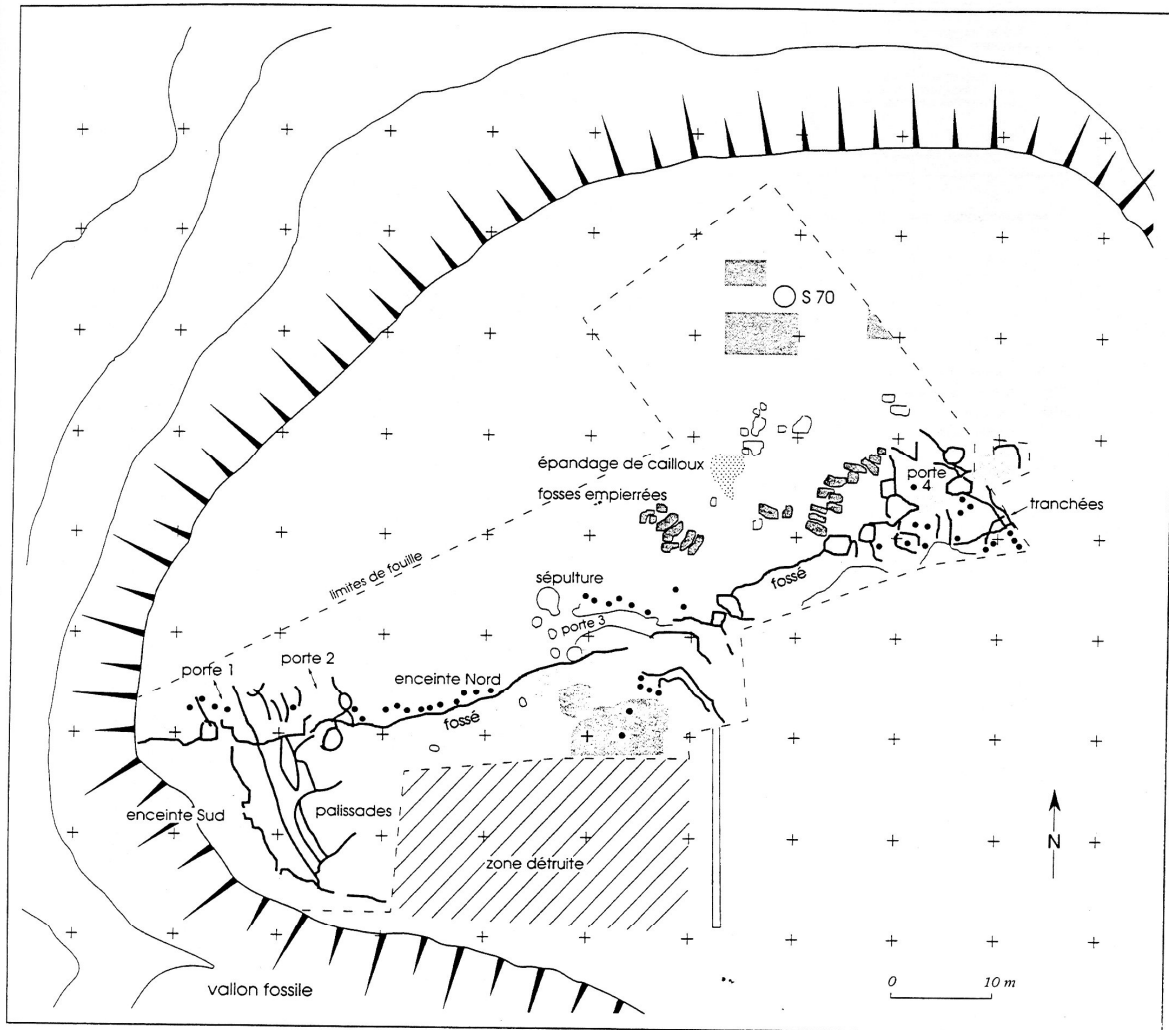 S 70
épandage de cailloux
porte
4
fosses empierrées
tranchées
limites de fouille
sépulture
fossé
porte 3
porte 1
porte 2
enceinte Nord
fossé
enceinte Sud
palissades
zone détruite
N
vallon fossile
0 10 m